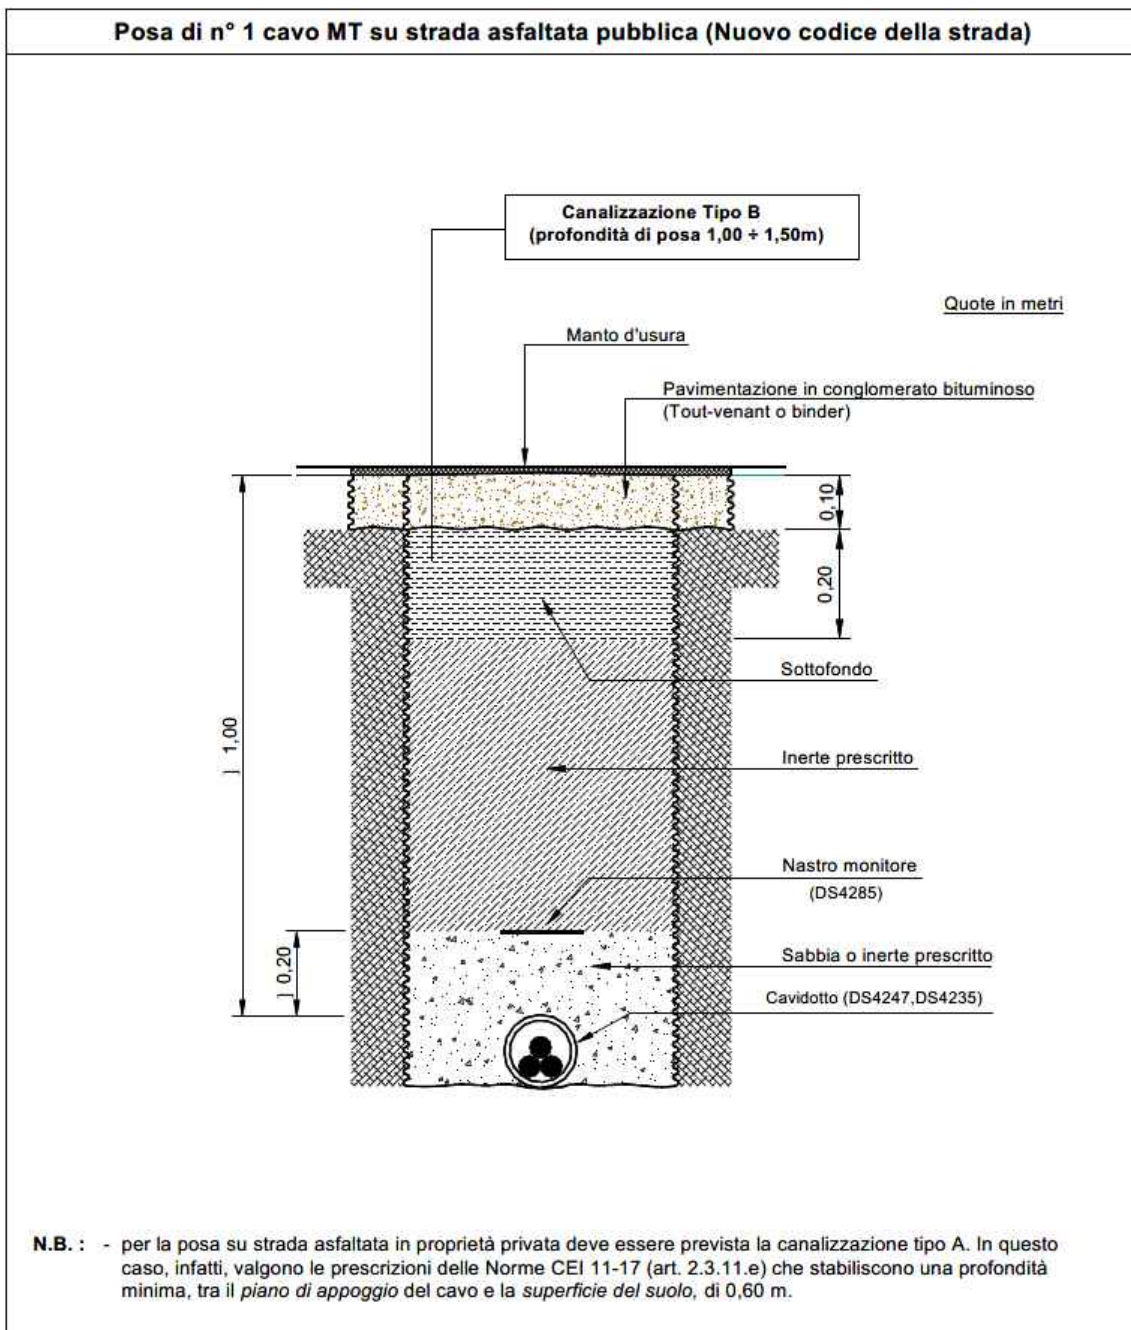 Posa di n° 1 cavo MT su strada asfaltata pubblica (Nuovo codice della strada)
Canalizzazione Tipo B
(profondità di posa 1,00 ÷ 1,50m)
Quote in metri
Manto d'usura
Pavimentazione in conglomerato bituminoso
(Tout-venant o binder)
0,10
0,20
Sottofondo
] 1,00
Inerte prescritto
Nastro monitore
(DS4285)
] 0,20
Sabbia o inerte prescritto
Cavidotto (DS4247,DS4235)
N.B. : - per la posa su strada asfaltata in proprietà privata deve essere prevista la canalizzazione tipo A. In questo
caso, infatti, valgono le prescrizioni delle Norme CEI 11-17 (art. 2.3.11.e) che stabiliscono una profondità
minima, tra il piano di appoggio del cavo e la superficie del suolo, di 0,60 m.